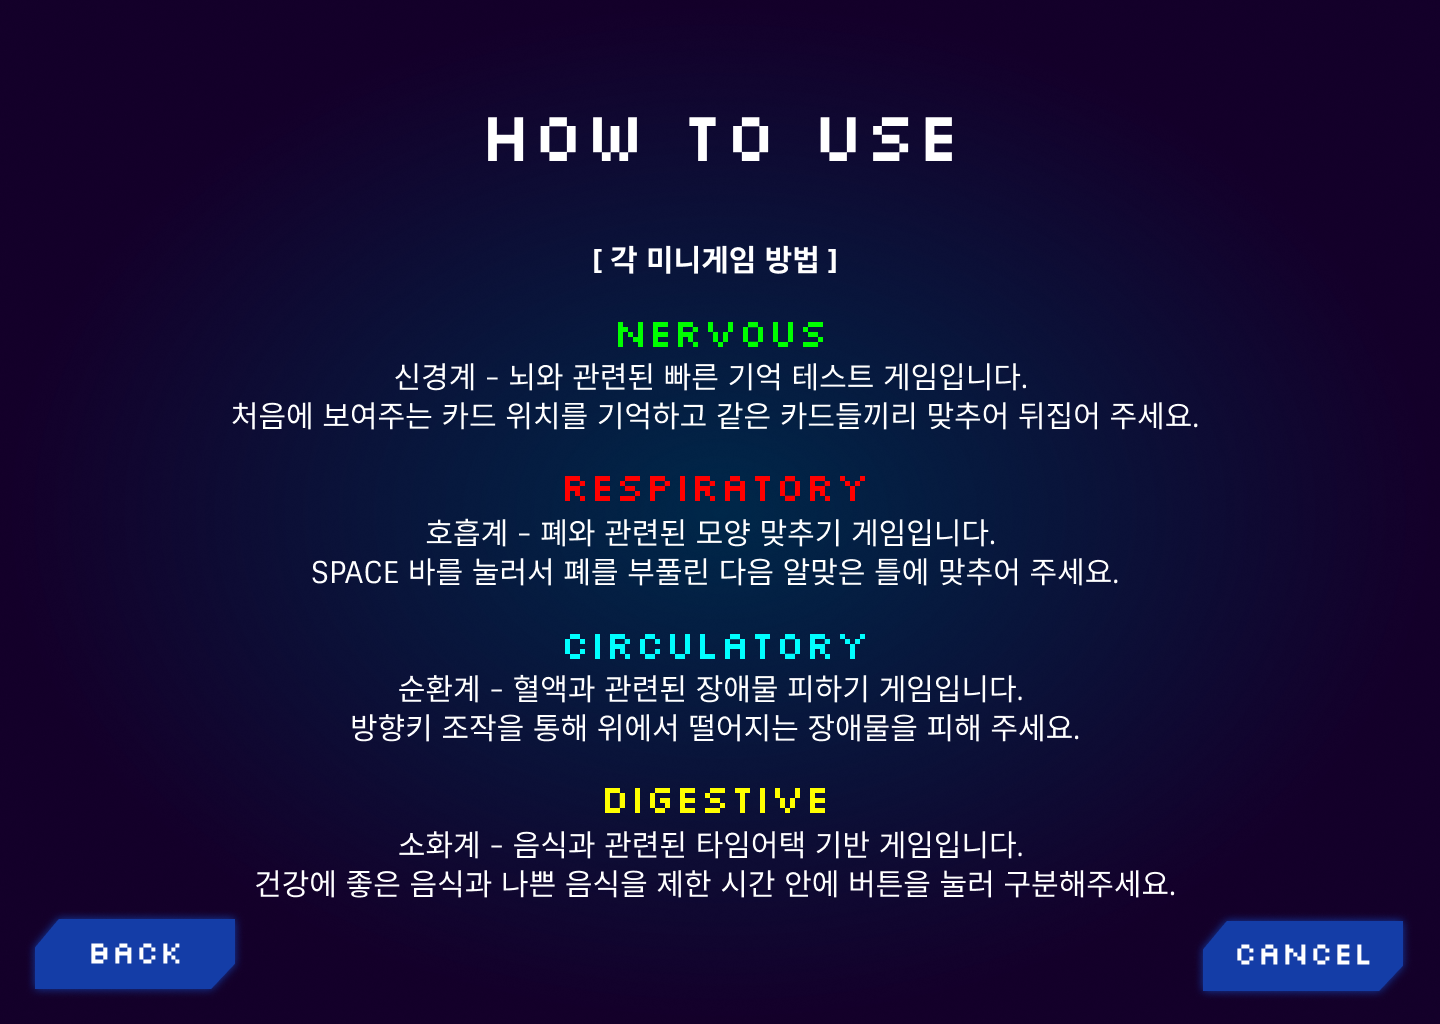 HOW TO USE
[ 각 미니게임 방법 ]
NERVOUS
신경계 - 뇌와 관련된 빠른 기억 테스트 게임입니다.
처음에 보여주는 카드 위치를 기억하고 같은 카드들끼리 맞추어 뒤집어 주세요.
RESPIRATORY
호흡계 - 폐와 관련된 모양 맞추기 게임입니다.
SPACE 바를 눌러서 폐를 부풀린 다음 알맞은 틀에 맞추어 주세요.
CIRCULATORY
순환계 - 혈액과 관련된 장애물 피하기 게임입니다.
방향키 조작을 통해 위에서 떨어지는 장애물을 피해 주세요.
DIGESTIVE
소화계 - 음식과 관련된 타임어택 기반 게임입니다.
건강에 좋은 음식과 나쁜 음식을 제한 시간 안에 버튼을 눌러 구분해주세요.
BACK
CANCEL